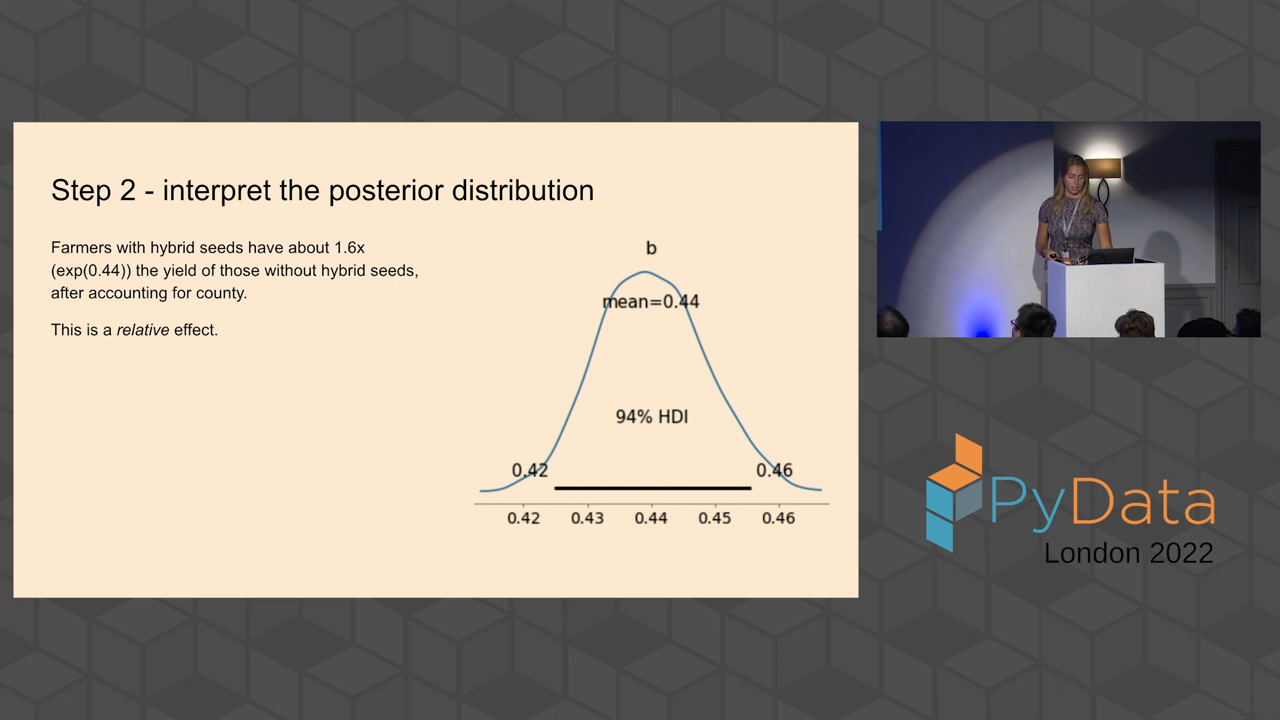 Step 2 - interpret the posterior distribution
Farmers with hybrid seeds have about 1.6x
(exp(0.44)) the yield of those without hybrid seeds,
after accounting for county.
This is a relative effect.
b
mean=0.44
94% HDI
0.42 0.46
0.42 0.43 0.44 0.45 0.46
PyData
London 2022